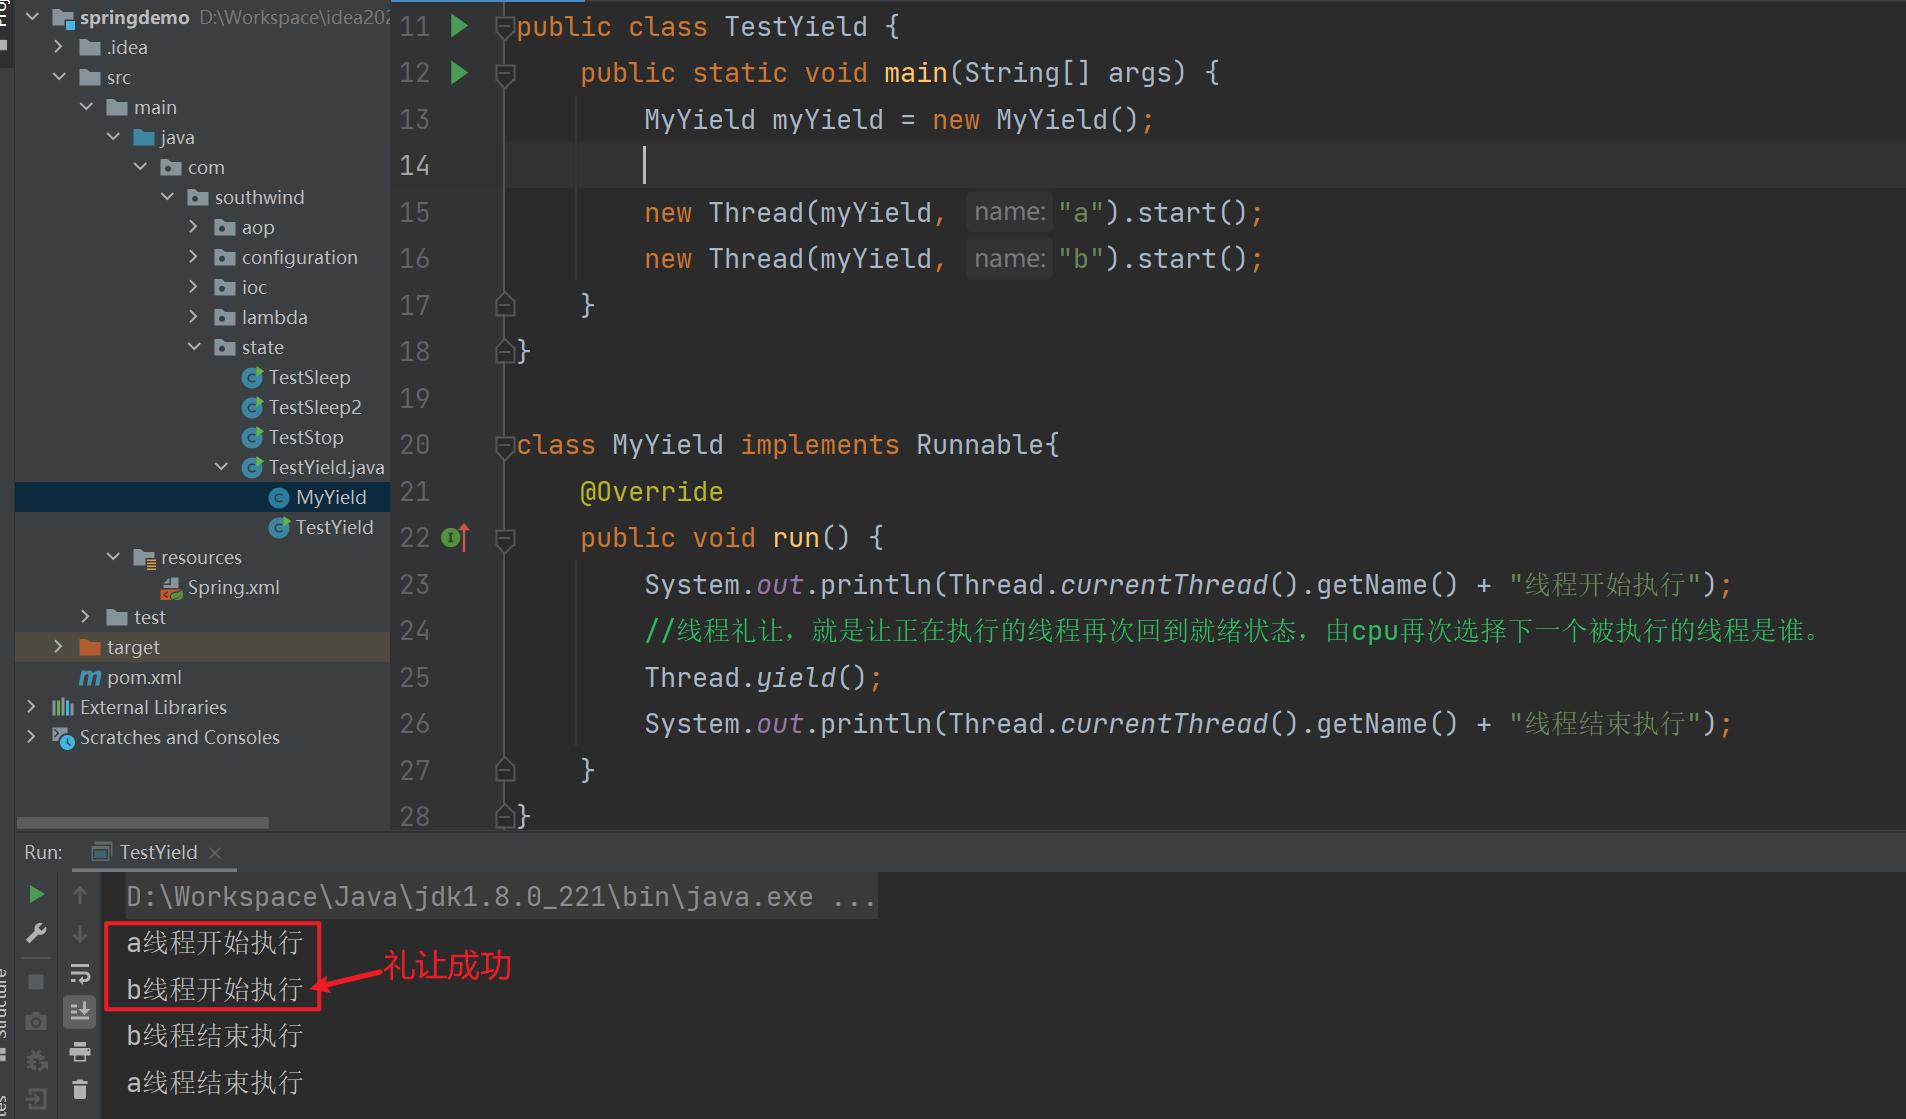 springdemo D:\Workspace\idea202
.idea
src
main
java
com
southwind
aop
configuration
ioc
lambda
state
TestSleep
TestSleep2
TestStop
TestYield.java
MyYield
TestYield
resources
Spring.xml
test
target
pom.xml
External Libraries
Scratches and Consoles
11 public class TestYield {
12 public static void main(String[] args) {
13 MyYield myYield = new MyYield();
14
15 new Thread(myYield, name: "a").start();
16 new Thread(myYield, name: "b").start();
17 }
18 }
19
20 class MyYield implements Runnable{
21 @Override
22 public void run() {
23 System.out.println(Thread.currentThread().getName() + "线程开始执行");
24 //线程礼让，就是让正在执行的线程再次回到就绪状态，由cpu再次选择下一个被执行的线程是谁。
25 Thread.yield();
26 System.out.println(Thread.currentThread().getName() + "线程结束执行");
27 }
28 }
Run: TestYield
D:\Workspace\Java\jdk1.8.0_221\bin\java.exe ...
a线程开始执行
b线程开始执行
礼让成功
b线程结束执行
a线程结束执行